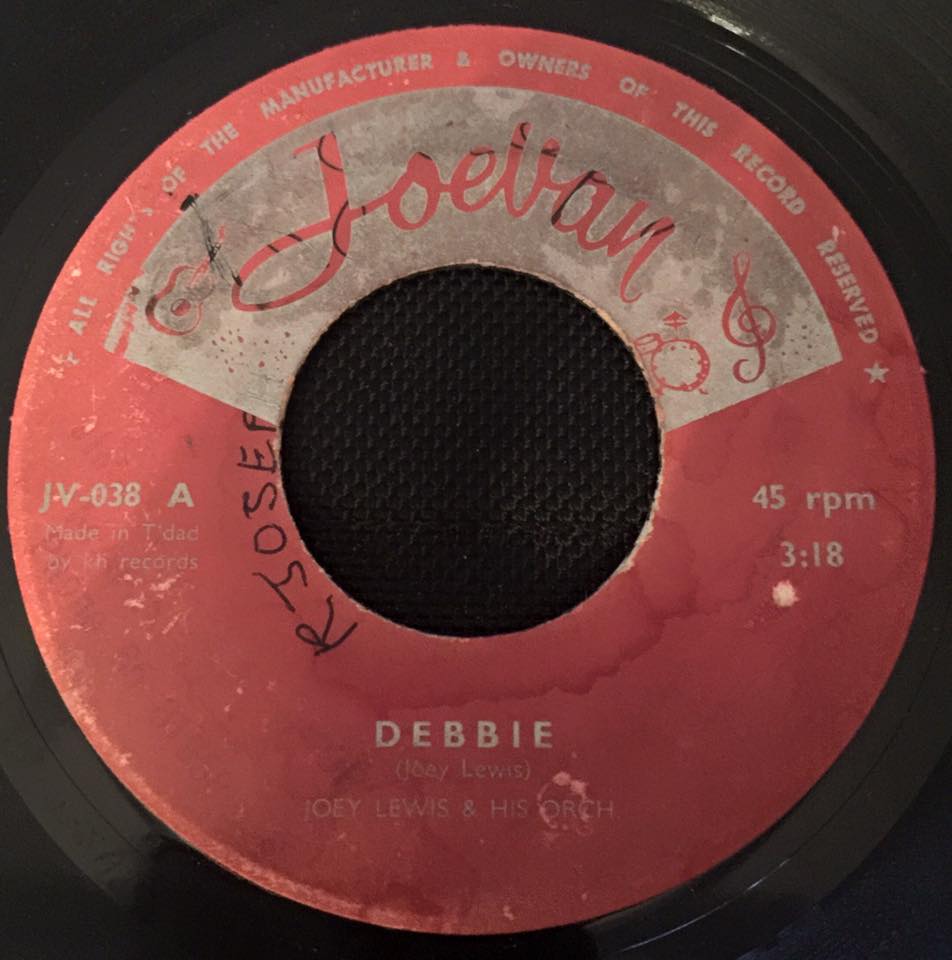 ALL RIGHTS OF THE MANUFACTURER & OWNERS OF THIS RECORD RESERVED
Joevan
J-V-038 A
Made in T'dad
by kh records
45 rpm
3:18
DEBBIE
(Joey Lewis)
JOEY LEWIS & HIS ORCH